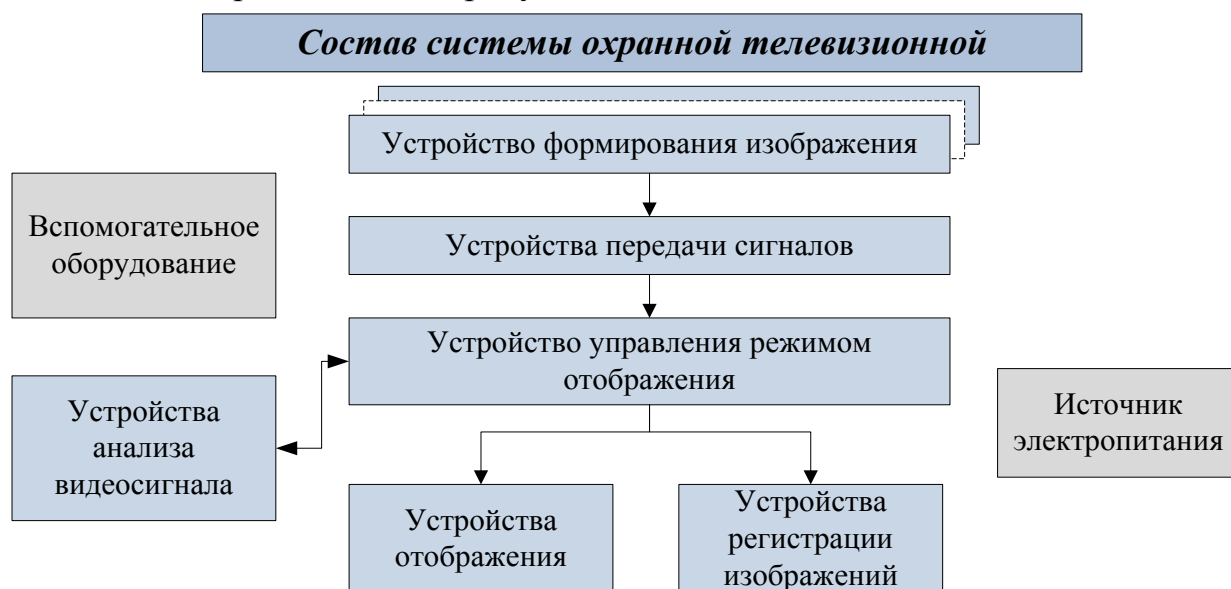 Состав системы охранной телевизионной
Устройство формирования изображения
Вспомогательное
оборудование
Устройства передачи сигналов
Устройство управления режимом
отображения
Устройства
анализа
видеосигнала
Источник
электропитания
Устройства
отображения
Устройства
регистрации
изображений